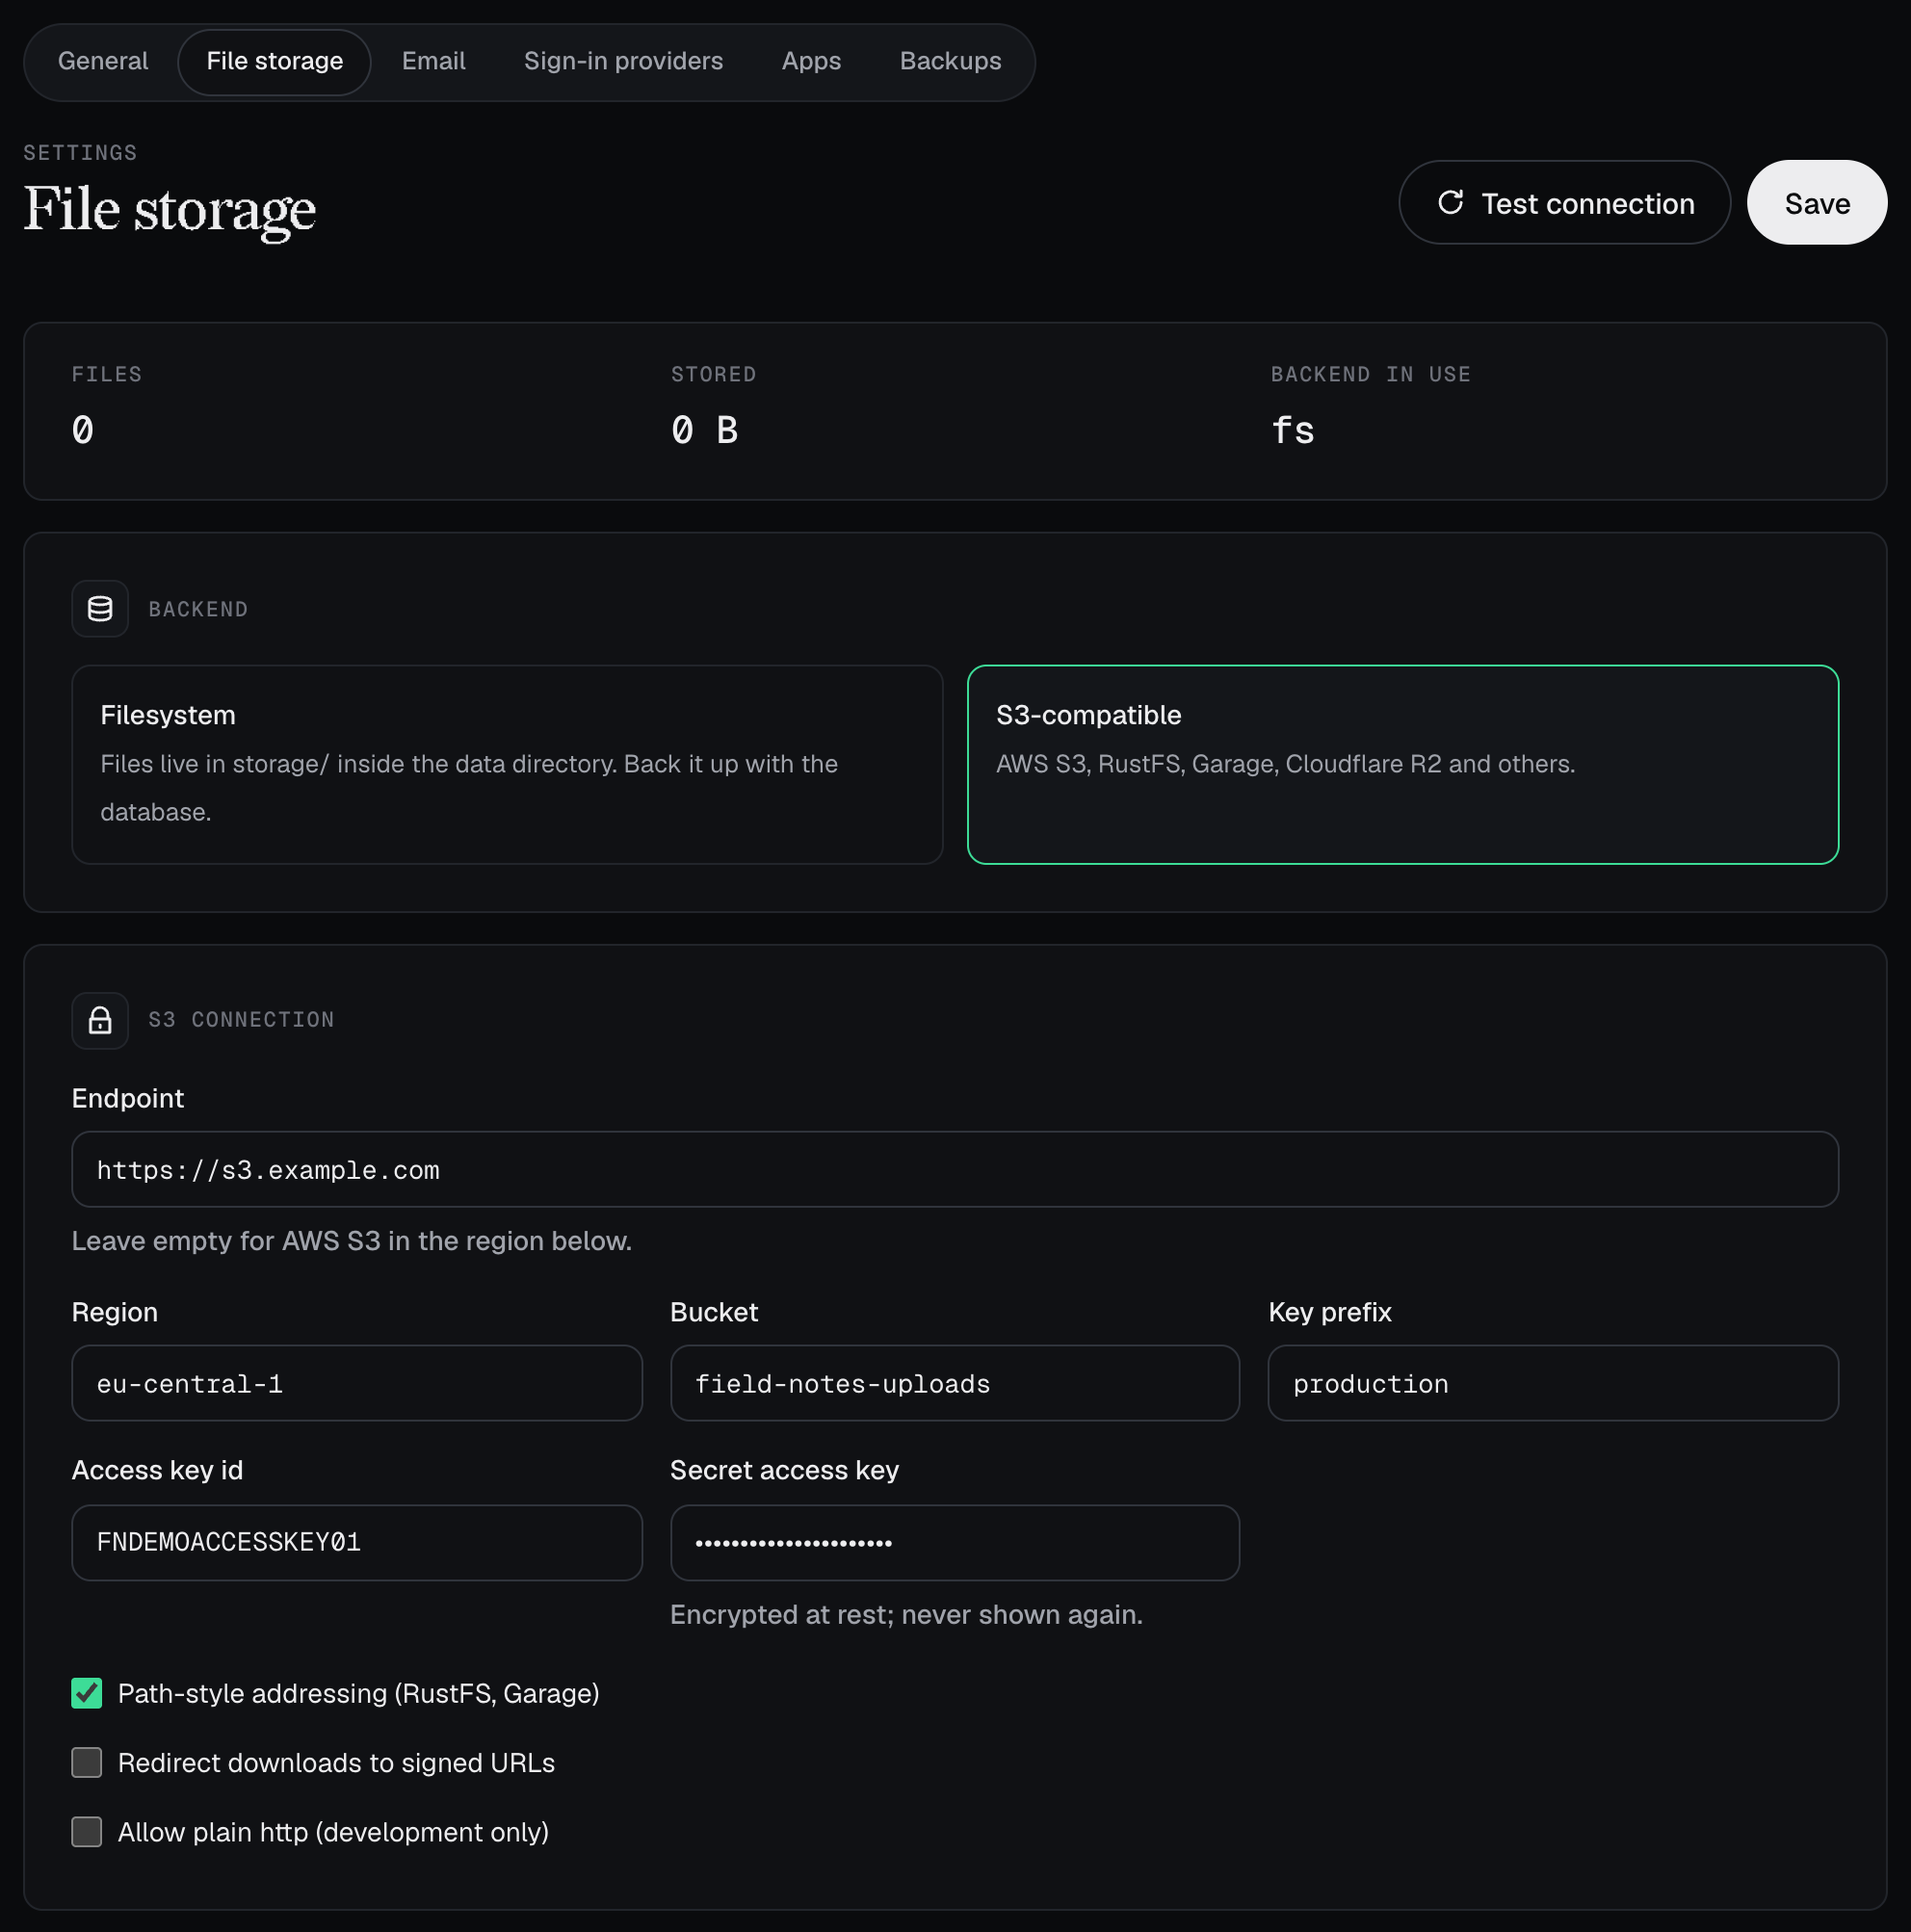 General
File storage
Email
Sign-in providers
Apps
Backups
SETTINGS
File storage
Test connection
Save
FILES
STORED
BACKEND IN USE
0
0 B
fs
BACKEND
Filesystem
Files live in storage/ inside the data directory. Back it up with the
database.
S3-compatible
AWS S3, RustFS, Garage, Cloudflare R2 and others.
S3 CONNECTION
Endpoint
https://s3.example.com
Leave empty for AWS S3 in the region below.
Region
Bucket
Key prefix
eu-central-1
field-notes-uploads
production
Access key id
Secret access key
FNDEMOACCESSKEY01
••••••••••••••••••••••
Encrypted at rest; never shown again.
Path-style addressing (RustFS, Garage)
Redirect downloads to signed URLs
Allow plain http (development only)